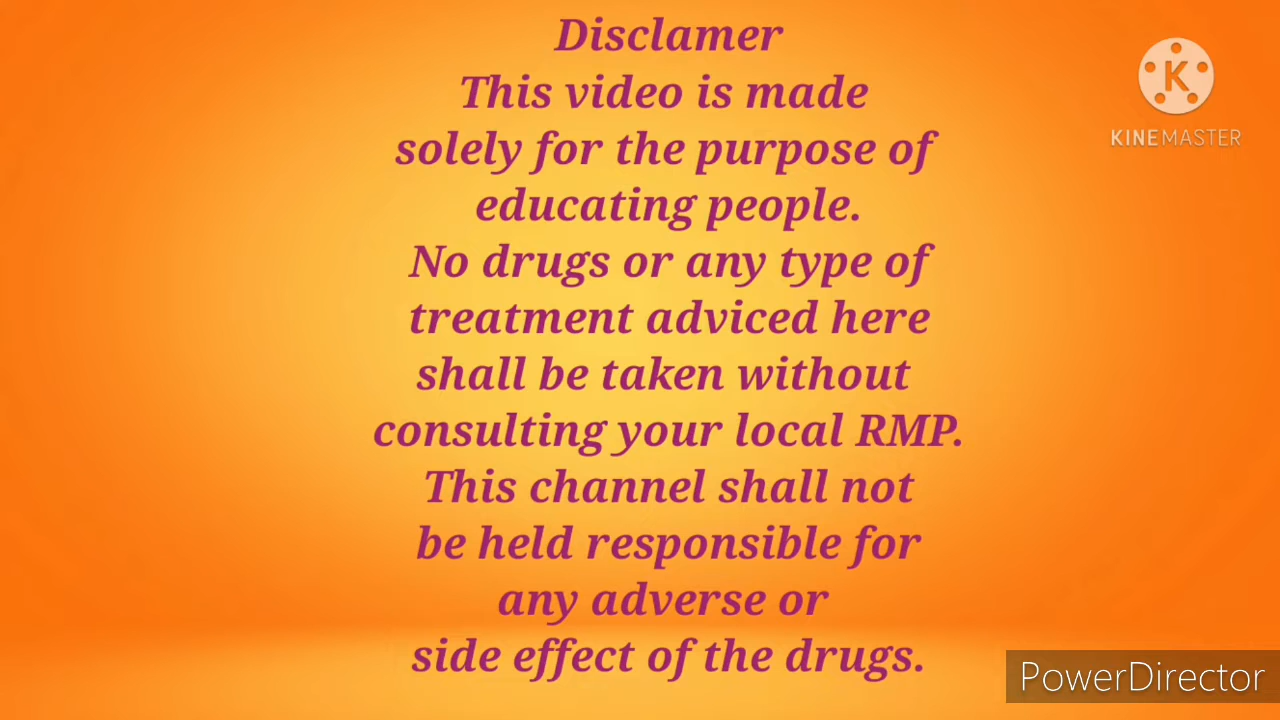 Disclamer
This video is made
solely for the purpose of
educating people.
No drugs or any type of
treatment adviced here
shall be taken without
consulting your local RMP.
This channel shall not
be held responsible for
any adverse or
side effect of the drugs.
K
KINEMASTER
PowerDirector